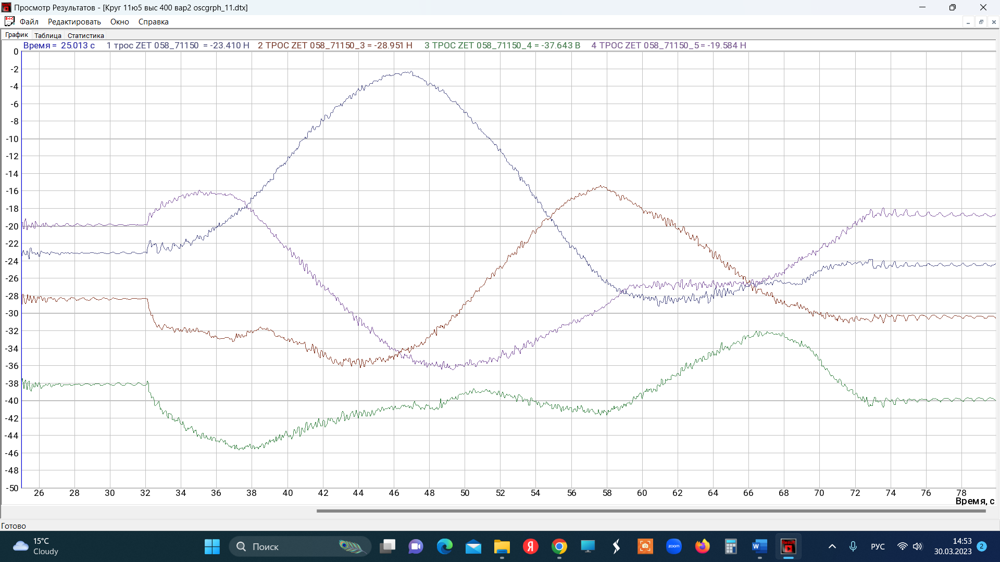 Просмотр Результатов - [Круг 11ю5 выс 400 вар2 oscgrph_11.dtx]
Файл Редактировать Окно Справка
График Таблица Статистика
Время = 25.013 с 1 трос ZET 058_71150 = -23.410 Н 2 ТРОС ZET 058_71150_3 = -28.951 Н 3 ТРОС ZET 058_71150_4 = -37.643 В 4 ТРОС ZET 058_71150_5 = -19.584 Н
0
-2
-4
-6
-8
-10
-12
-14
-16
-18
-20
-22
-24
-26
-28
-30
-32
-34
-36
-38
-40
-42
-44
-46
-48
-50
26 28 30 32 34 36 38 40 42 44 46 48 50 52 54 56 58 60 62 64 66 68 70 72 74 76 78
Время, с
Готово
15°C
Cloudy
Поиск
Я
zoom
W
РУС
14:53
30.03.2023
2